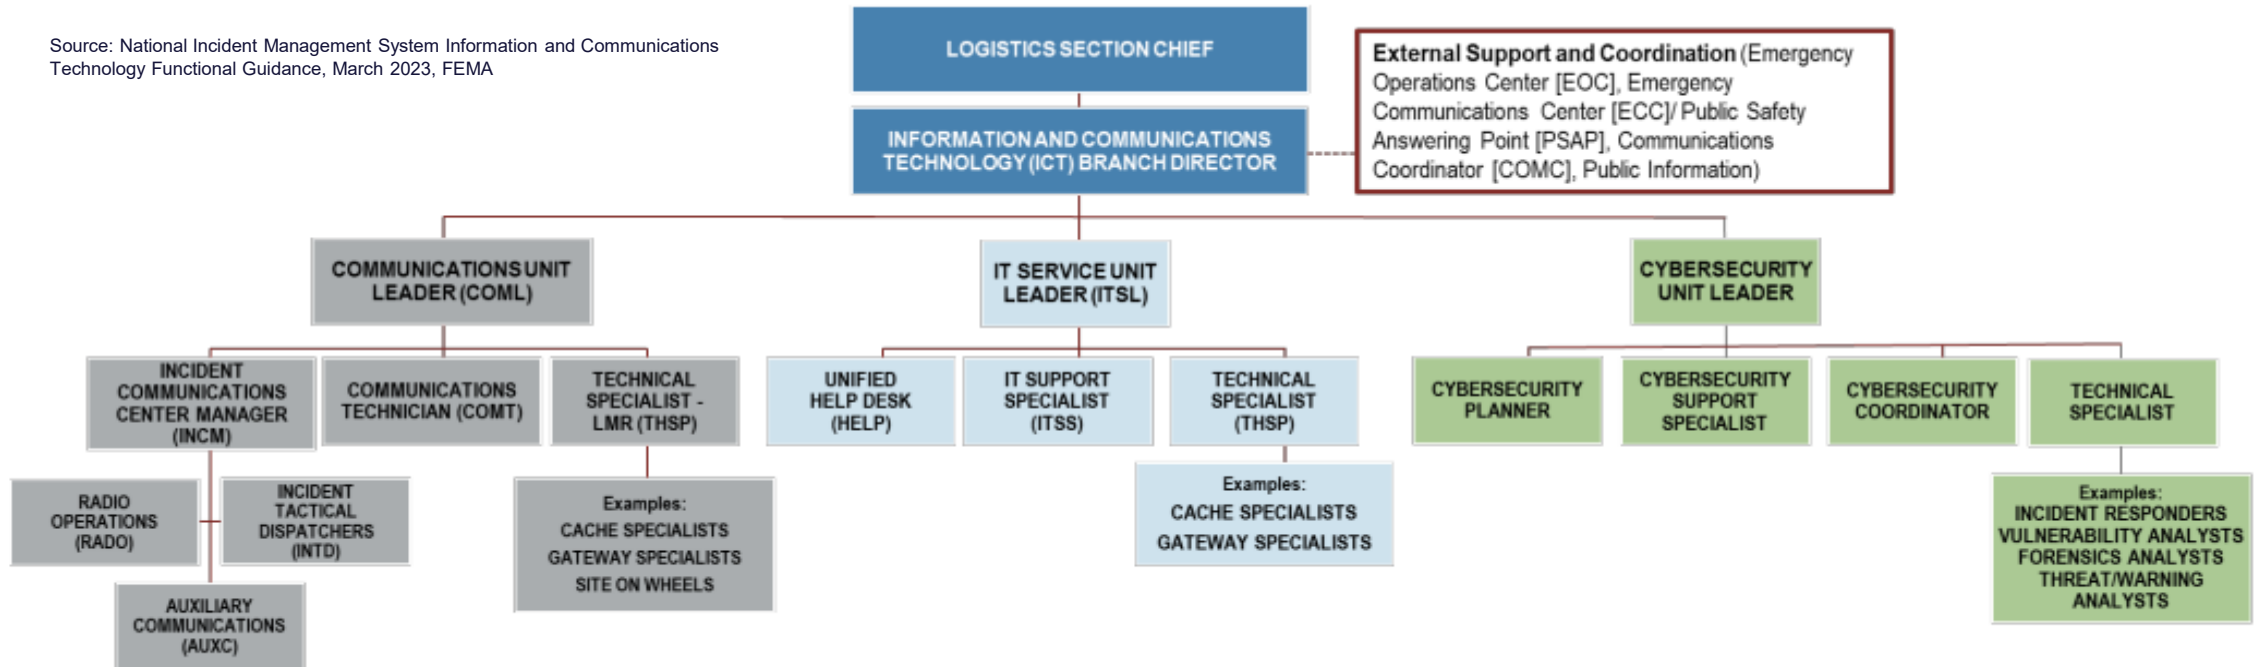 Source: National Incident Management System Information and Communications
Technology Functional Guidance, March 2023, FEMA
LOGISTICS SECTION CHIEF
INFORMATION AND COMMUNICATIONS
TECHNOLOGY (ICT) BRANCH DIRECTOR
External Support and Coordination (Emergency
Operations Center [EOC], Emergency
Communications Center [ECC]/ Public Safety
Answering Point [PSAP], Communications
Coordinator [COMC], Public Information)
COMMUNICATIONS UNIT
LEADER (COML)
IT SERVICE UNIT
LEADER (ITSL)
CYBERSECURITY
UNIT LEADER
INCIDENT
COMMUNICATIONS
CENTER MANAGER
(INCM)
COMMUNICATIONS
TECHNICIAN (COMT)
TECHNICAL
SPECIALIST -
LMR (THSP)
UNIFIED
HELP DESK
(HELP)
IT SUPPORT
SPECIALIST
(ITSS)
TECHNICAL
SPECIALIST
(THSP)
CYBERSECURITY
PLANNER
CYBERSECURITY
SUPPORT
SPECIALIST
CYBERSECURITY
COORDINATOR
TECHNICAL
SPECIALIST
RADIO
OPERATIONS
(RADO)
INCIDENT
TACTICAL
DISPATCHERS
(INTD)
AUXILIARY
COMMUNICATIONS
(AUXC)
Examples:
CACHE SPECIALISTS
GATEWAY SPECIALISTS
SITE ON WHEELS
Examples:
CACHE SPECIALISTS
GATEWAY SPECIALISTS
Examples:
INCIDENT RESPONDERS
VULNERABILITY ANALYSTS
FORENSICS ANALYSTS
THREAT/WARNING
ANALYSTS